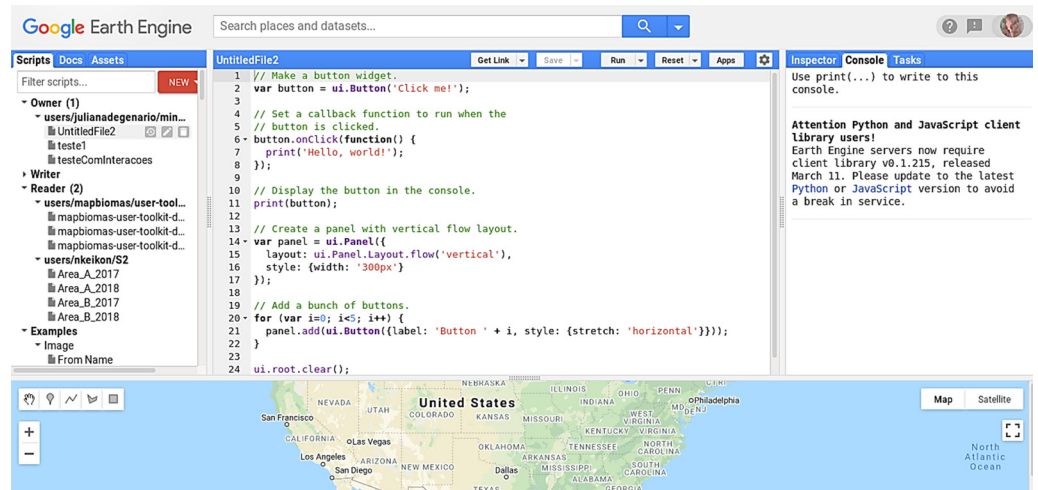 Google Earth Engine
Search places and datasets...
Scripts Docs Assets
Filter scripts... NEW
Owner (1)
users/julianadegenario/min...
UntitledFile2
teste1
testeComInteracoes
Writer
Reader (2)
users/mapbiomas/user-tool...
mapbiomas-user-toolkit-d...
mapbiomas-user-toolkit-d...
mapbiomas-user-toolkit-d...
users/nkeikon/S2
Area_A_2017
Area_A_2018
Area_B_2017
Area_B_2018
Examples
Image
From Name
UntitledFile2 Get Link Save Run Reset Apps
1 // Make a button widget.
2 var button = ui.Button('Click me!');
3
4 // Set a callback function to run when the
5 // button is clicked.
6 button.onClick(function() {
7 print('Hello, world!');
8 });
9
10 // Display the button in the console.
11 print(button);
12
13 // Create a panel with vertical flow layout.
14 var panel = ui.Panel({
15 layout: ui.Panel.Layout.flow('vertical'),
16 style: {width: '300px'}
17 });
18
19 // Add a bunch of buttons.
20 for (var i=0; i<5; i++) {
21 panel.add(ui.Button({label: 'Button ' + i, style: {stretch: 'horizontal'}}));
22 }
23
24 ui.root.clear();
Inspector Console Tasks
Use print(...) to write to this
console.
Attention Python and JavaScript client
library users!
Earth Engine servers now require
client library v0.1.215, released
March 11. Please update to the latest
Python or JavaScript version to avoid
a break in service.
Map Satellite
+
−
NEBRASKA
ILLINOIS
OHIO
PENN
NEVADA
UTAH
United States
INDIANA
Philadelphia
MD
DE
NJ
San Francisco
COLORADO
KANSAS
MISSOURI
WEST
VIRGINIA
KENTUCKY
VIRGINIA
CALIFORNIA
Las Vegas
OKLAHOMA
TENNESSEE
NORTH
CAROLINA
Los Angeles
ARIZONA
NEW MEXICO
ARKANSAS
San Diego
Dallas
MISSISSIPPI
SOUTH
CAROLINA
ALABAMA
TEXAS
GEORGIA
North
Atlantic
Ocean